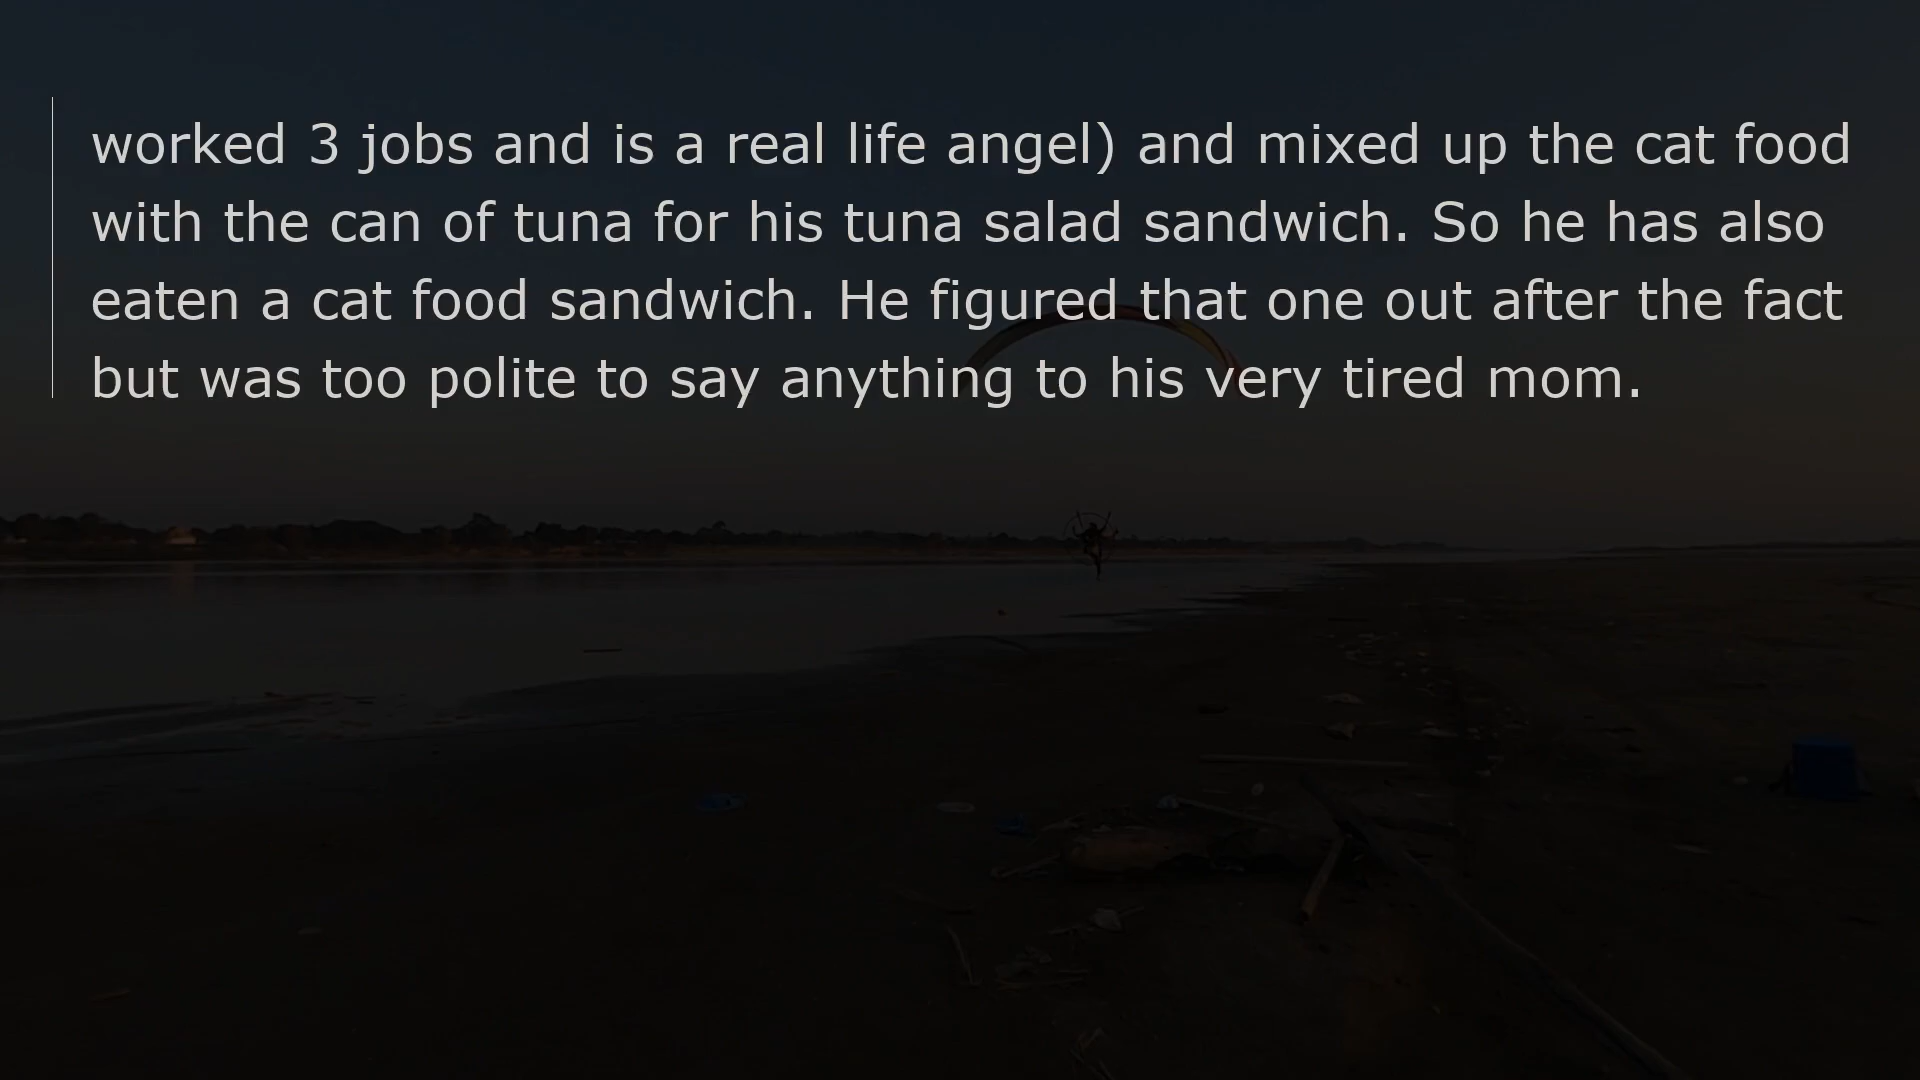 worked 3 jobs and is a real life angel) and mixed up the cat food
with the can of tuna for his tuna salad sandwich. So he has also
eaten a cat food sandwich. He figured that one out after the fact
but was too polite to say anything to his very tired mom.